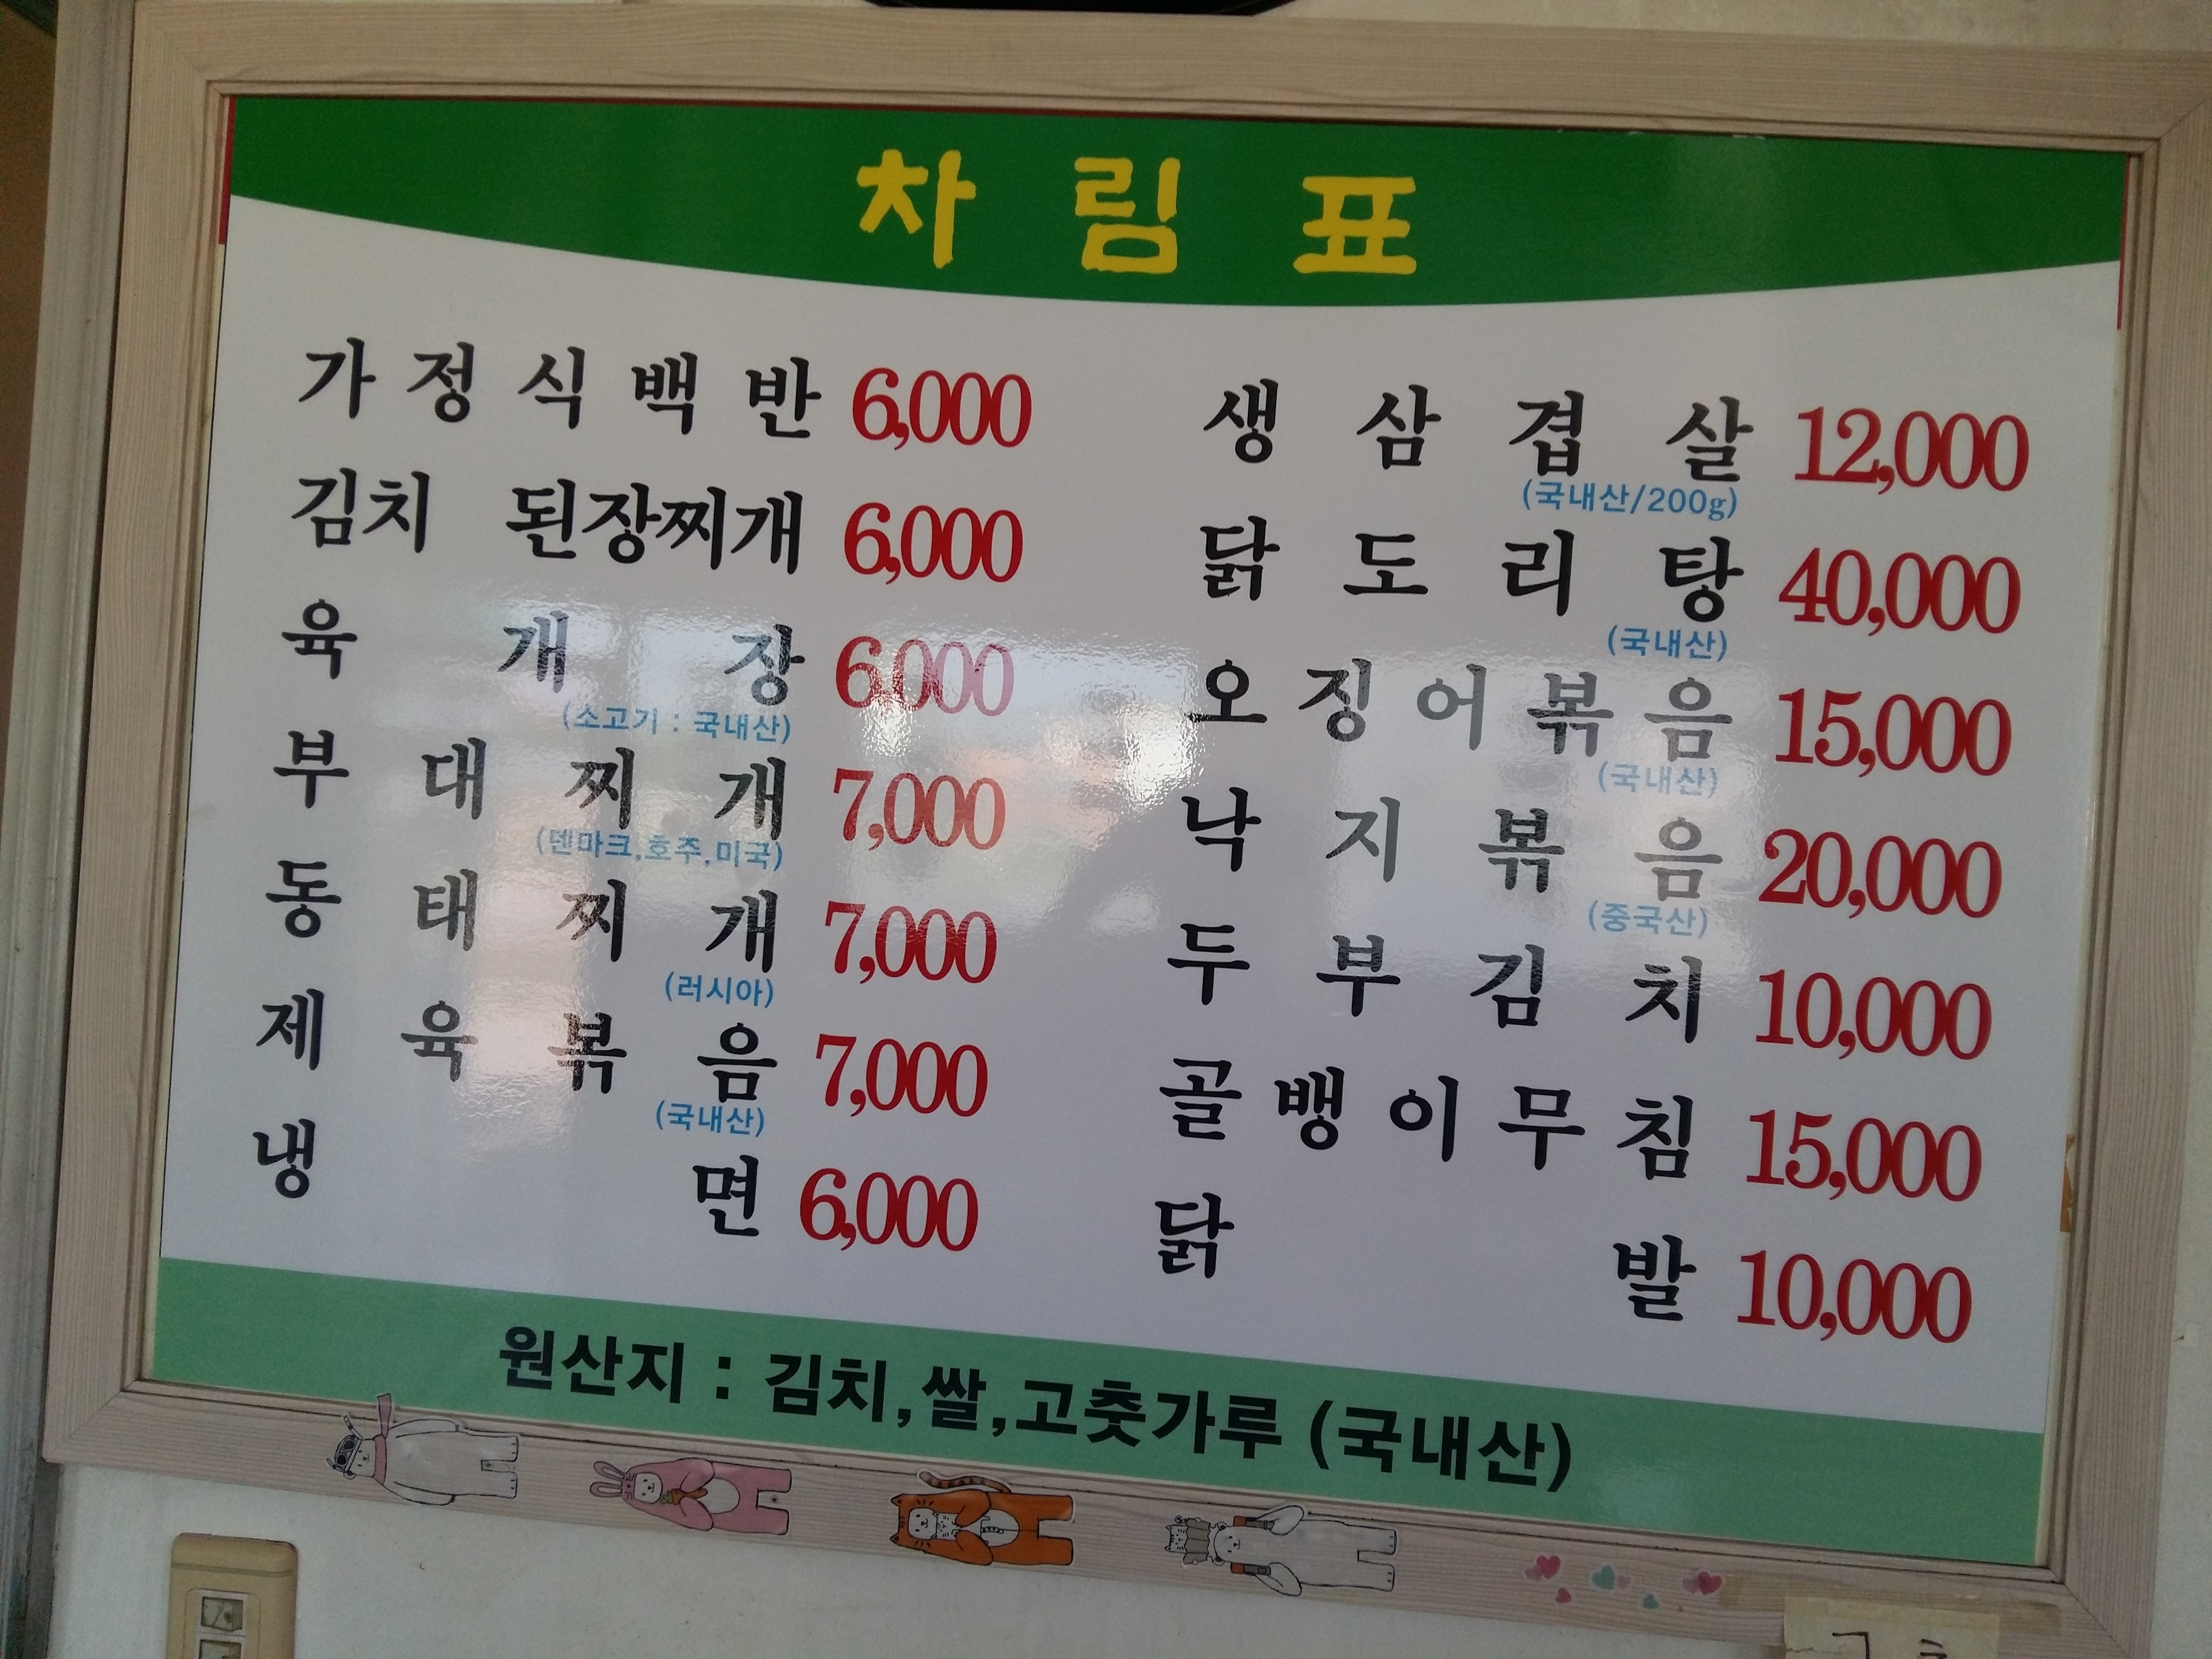 차림표
가정식백반 6,000
김치 된장찌개 6,000
육개장 6,000
(소고기 : 국내산)
부대찌개 7,000
(덴마크,호주,미국)
동태찌개 7,000
(러시아)
제육볶음 7,000
(국내산)
냉면 6,000
생삼겹살 12,000
(국내산/200g)
닭도리탕 40,000
(국내산)
오징어볶음 15,000
(국내산)
낙지볶음 20,000
(중국산)
두부김치 10,000
골뱅이무침 15,000
닭발 10,000
원산지 : 김치,쌀,고춧가루 (국내산)